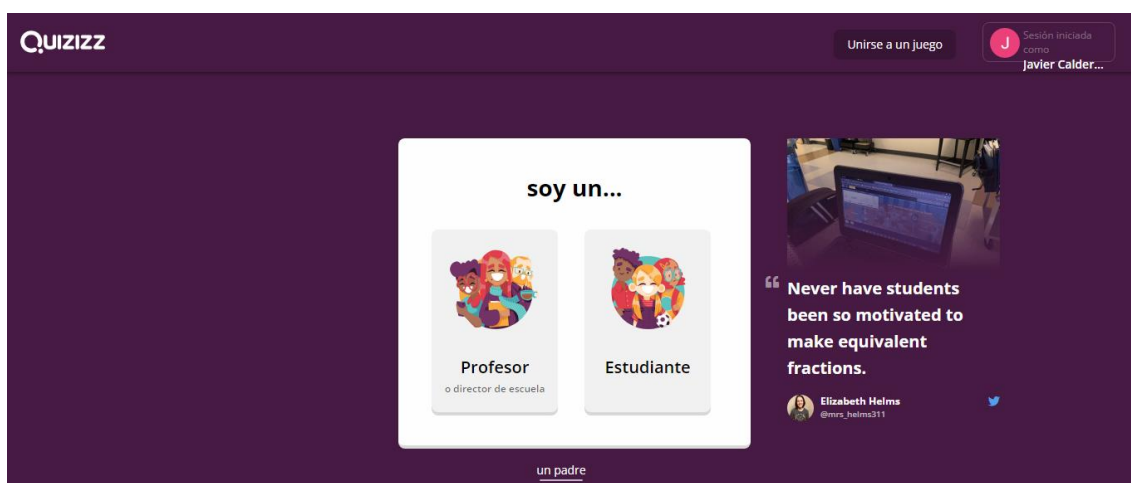 Quizizz
Unirse a un juego
J
Sesión iniciada
como
Javier Calder...
soy un...
Profesor
o director de escuela
Estudiante
un padre
“ Never have students
been so motivated to
make equivalent
fractions.
Elizabeth Helms
@mrs_helms311